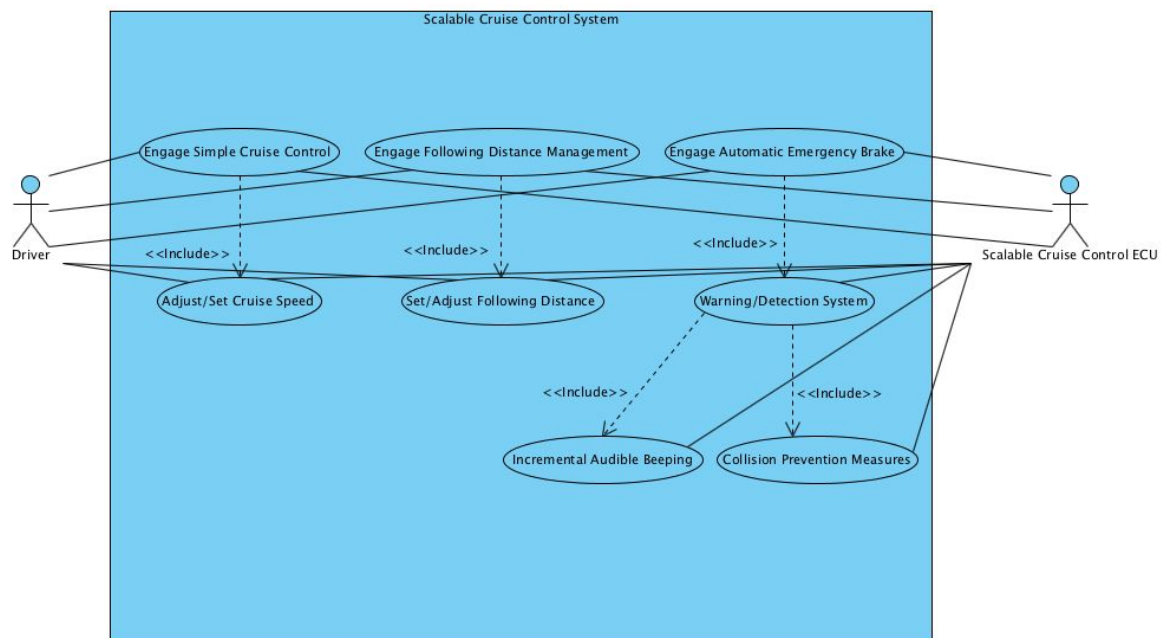 Scalable Cruise Control System
Engage Simple Cruise Control
Engage Following Distance Management
Engage Automatic Emergency Brake
Driver
Scalable Cruise Control ECU
<<Include>>
<<Include>>
<<Include>>
Adjust/Set Cruise Speed
Set/Adjust Following Distance
Warning/Detection System
<<Include>>
<<Include>>
Incremental Audible Beeping
Collision Prevention Measures